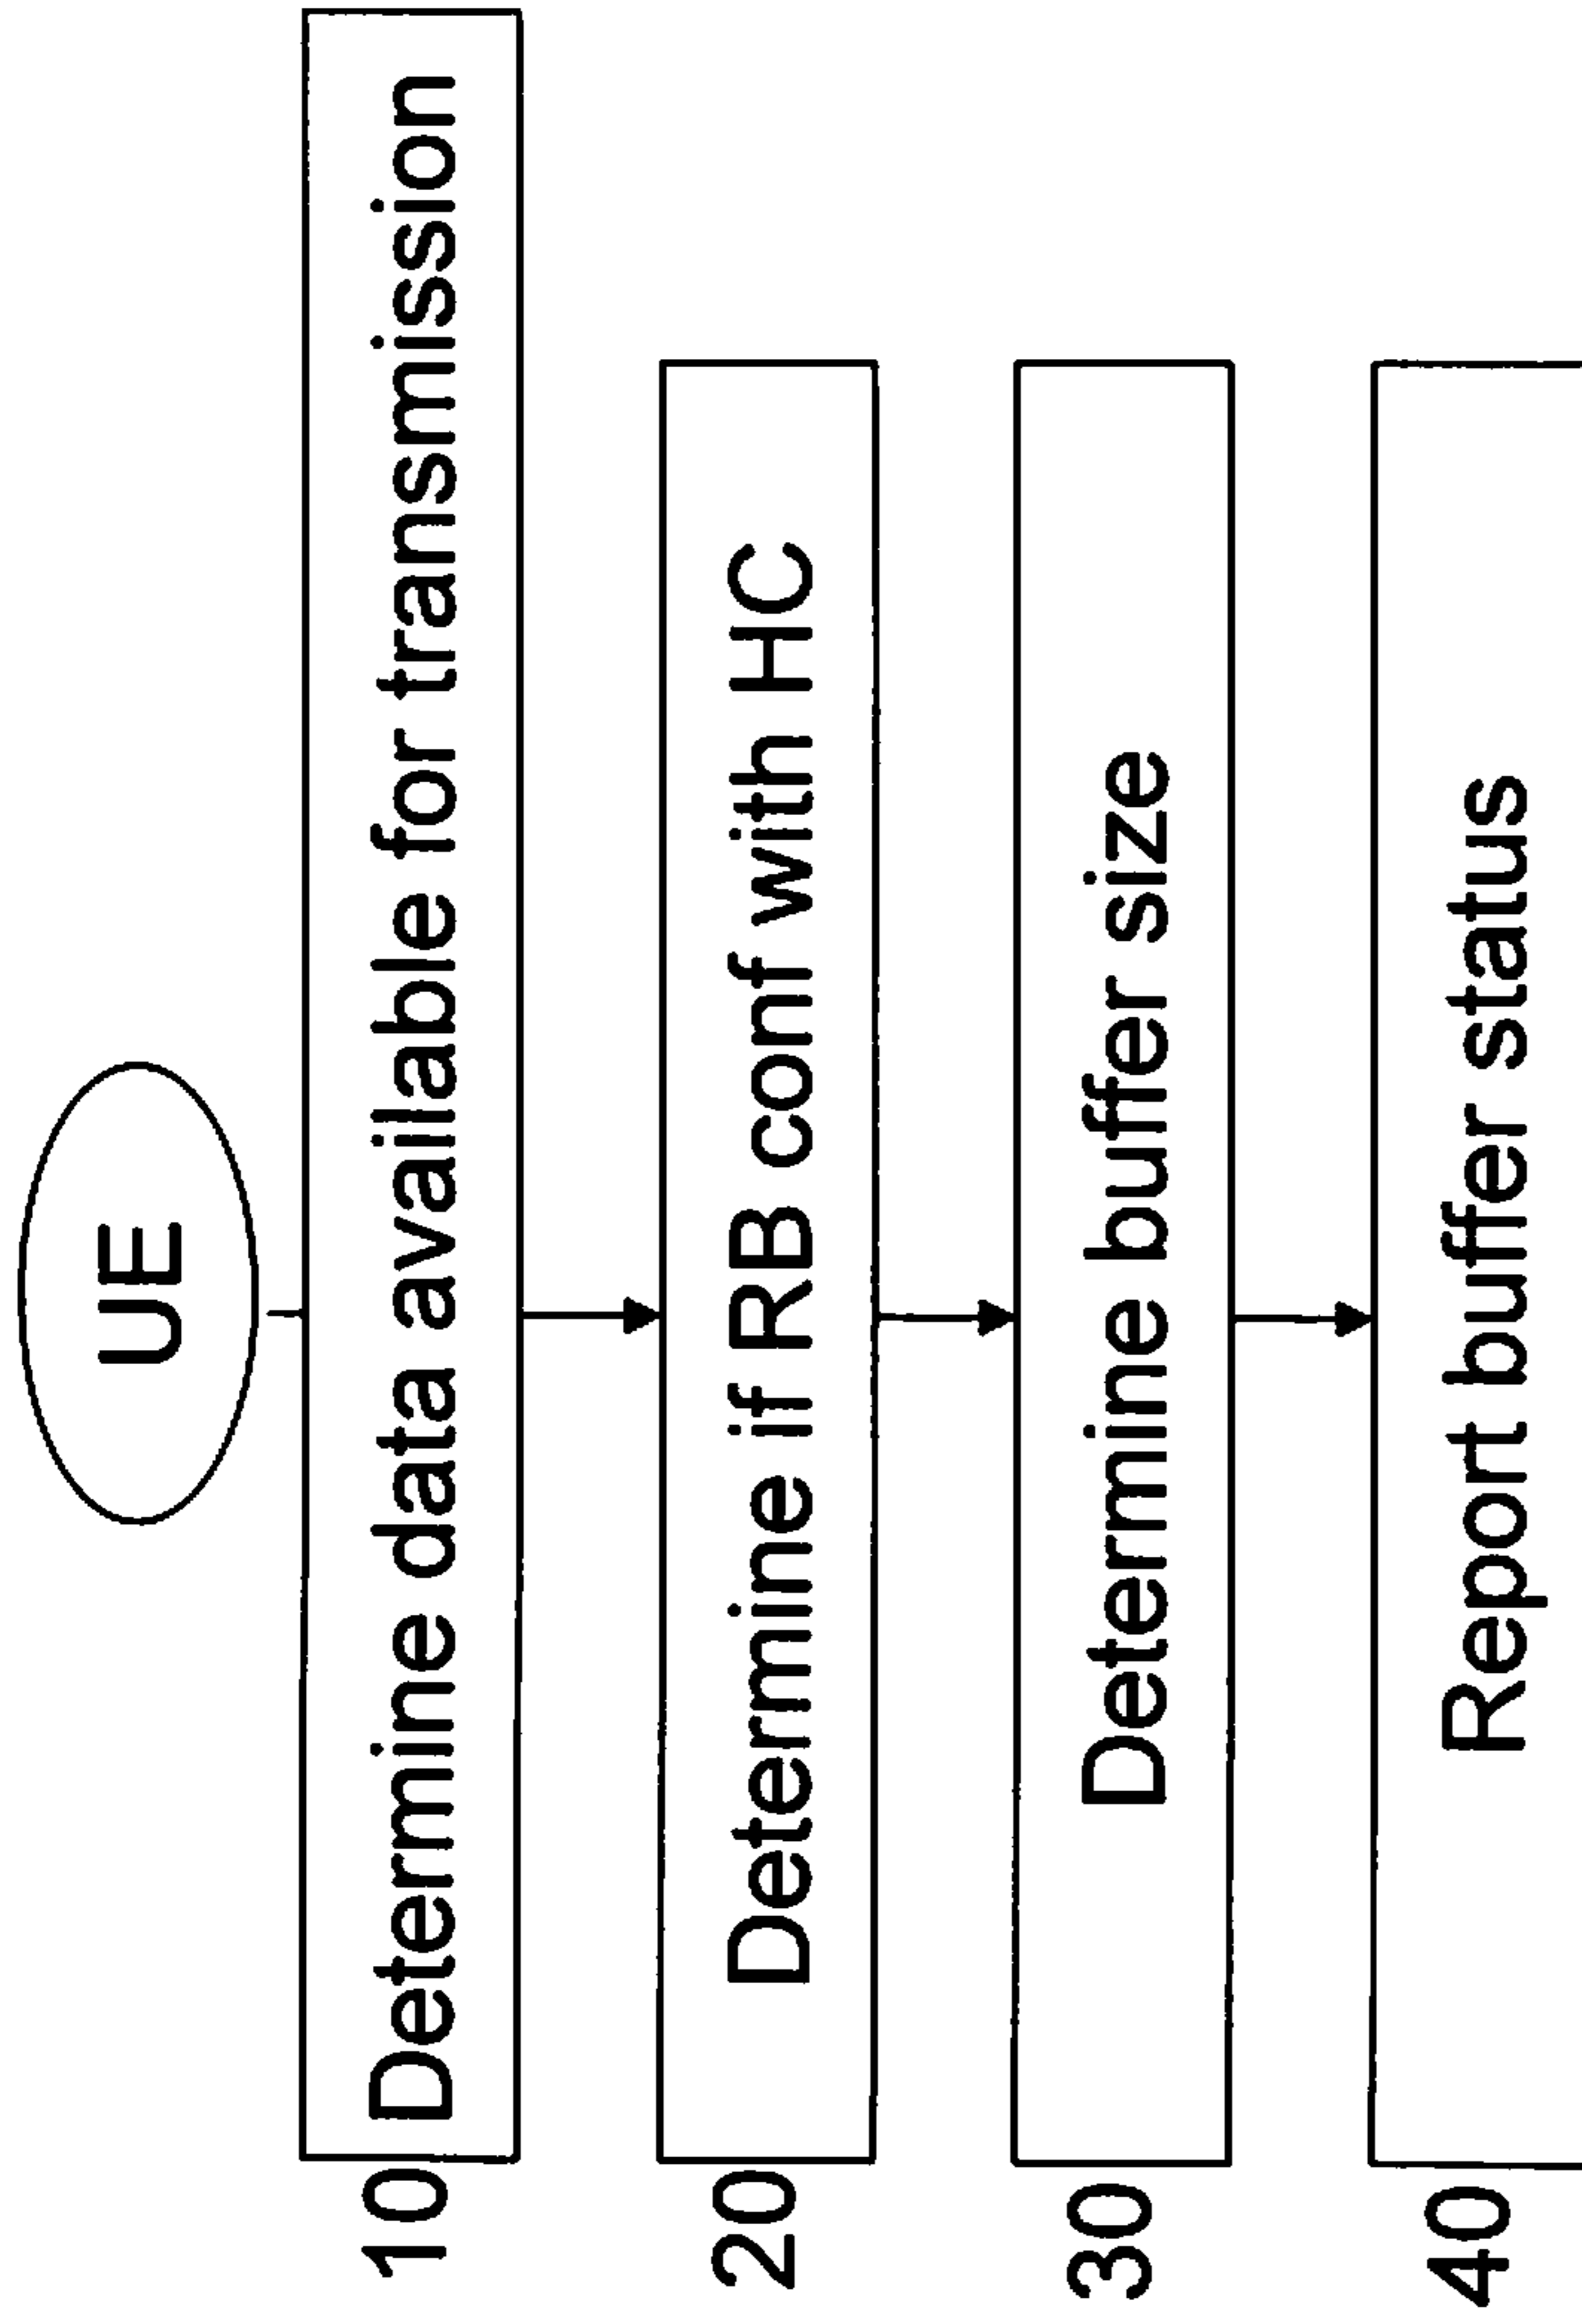 UE
10 Determine data available for transmission
20 Determine if RB conf with HC
30 Determine buffer size
40 Report buffer status